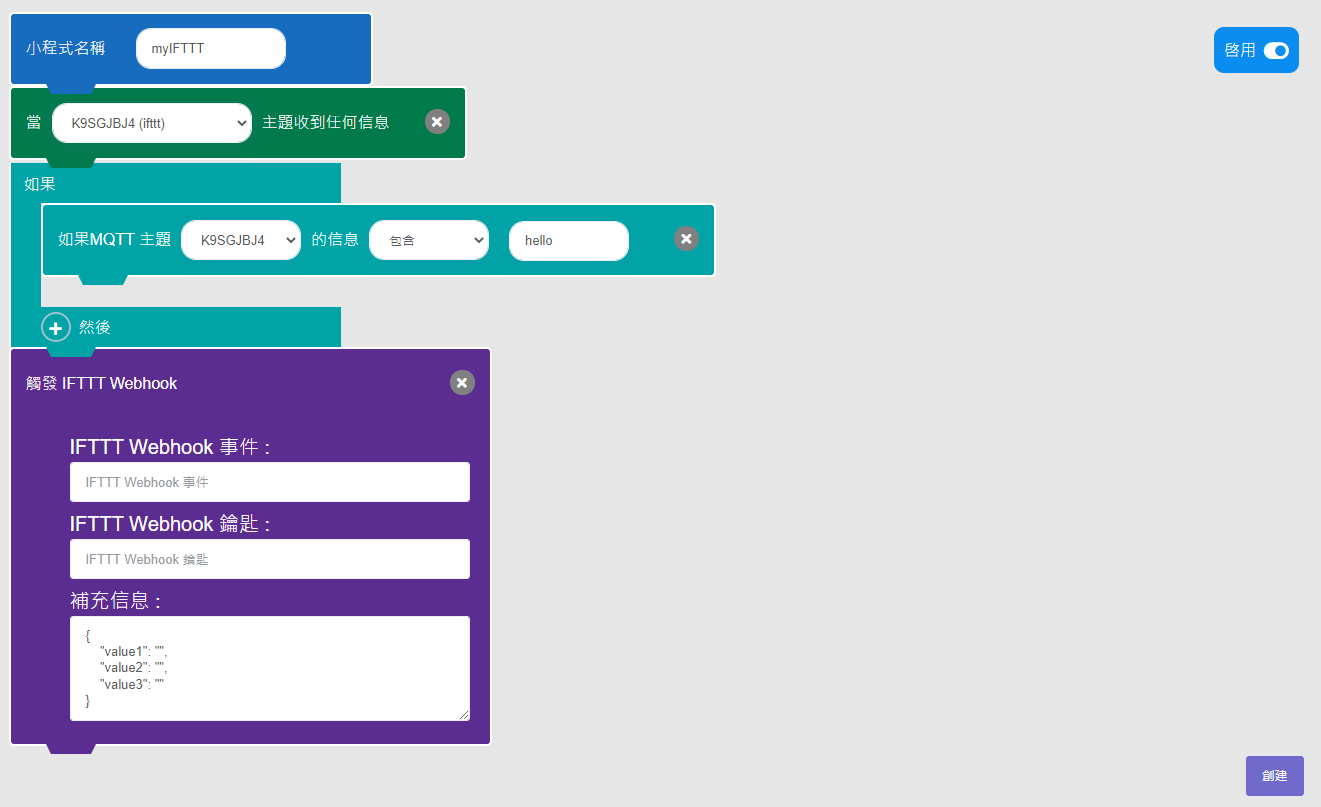 小程式名稱 myIFTTT
啓用
當 K9SGJBJ4 (ifttt) 主題收到任何信息
如果
如果MQTT 主題 K9SGJBJ4 的信息 包含 hello
然後
觸發 IFTTT Webhook
IFTTT Webhook 事件 :
IFTTT Webhook 事件
IFTTT Webhook 鑰匙 :
IFTTT Webhook 鑰匙
補充信息 :
{
"value1": "",
"value2": "",
"value3": ""
}
創建